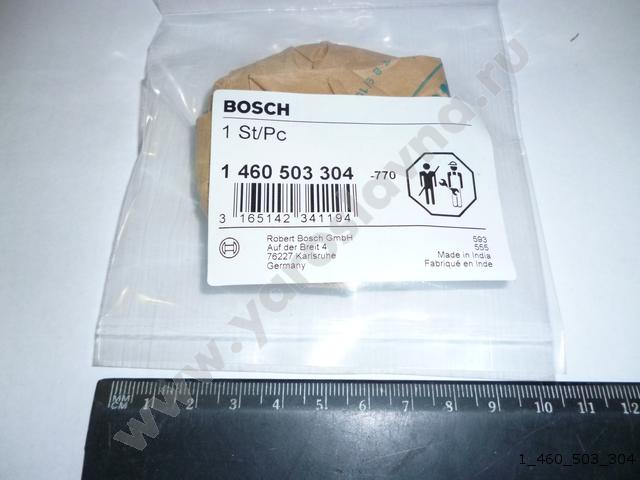 BOSCH
1 St/Pc
1 460 503 304 -770
3 165142 341194
Robert Bosch GmbH
Auf der Breit 4
76227 Karlsruhe
Germany
593
555
Made in India
Fabriqué en Inde
MM
CM
1 2 3 4 5 6 7 8 9 10 11 12
www.yaroslavna.ru
1_460_503_304